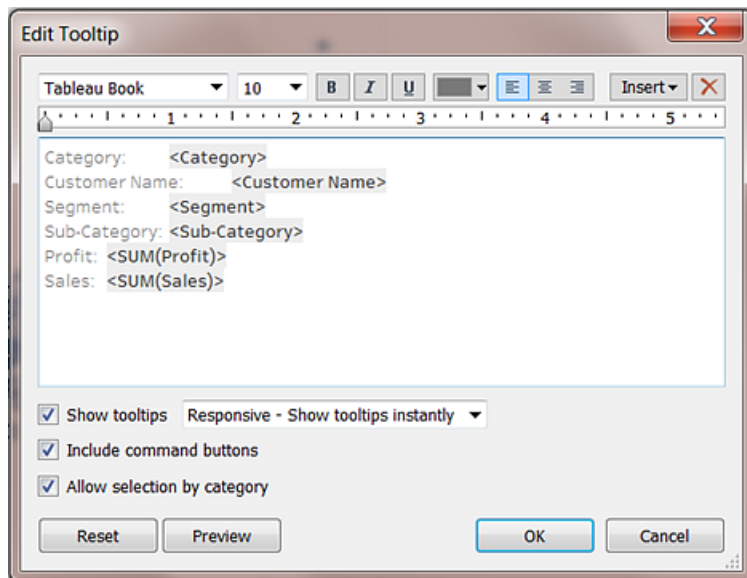 Edit Tooltip
Tableau Book 10 B I U Insert
1 2 3 4 5
Category: <Category>
Customer Name: <Customer Name>
Segment: <Segment>
Sub-Category: <Sub-Category>
Profit: <SUM(Profit)>
Sales: <SUM(Sales)>
Show tooltips Responsive - Show tooltips instantly
Include command buttons
Allow selection by category
Reset Preview OK Cancel